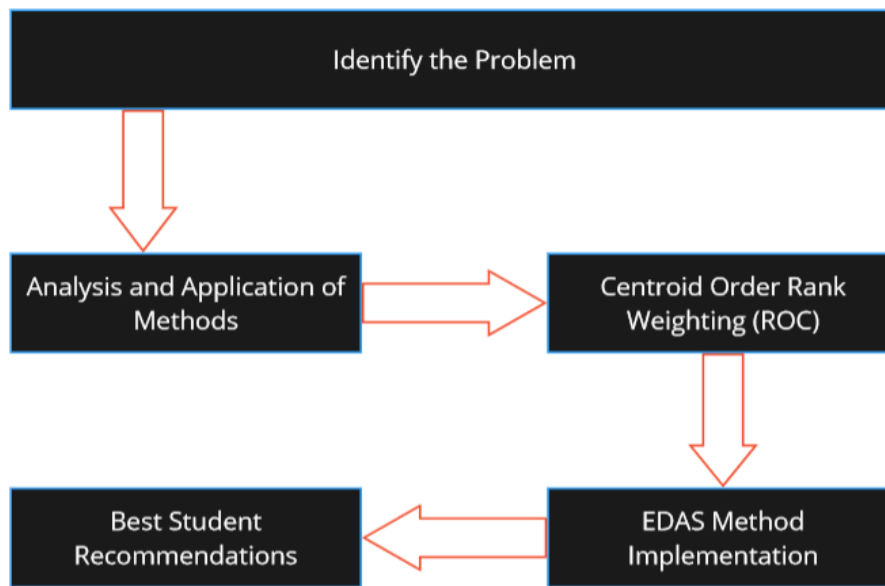 Identify the Problem
Analysis and Application of
Methods
Centroid Order Rank
Weighting (ROC)
EDAS Method
Implementation
Best Student
Recommendations